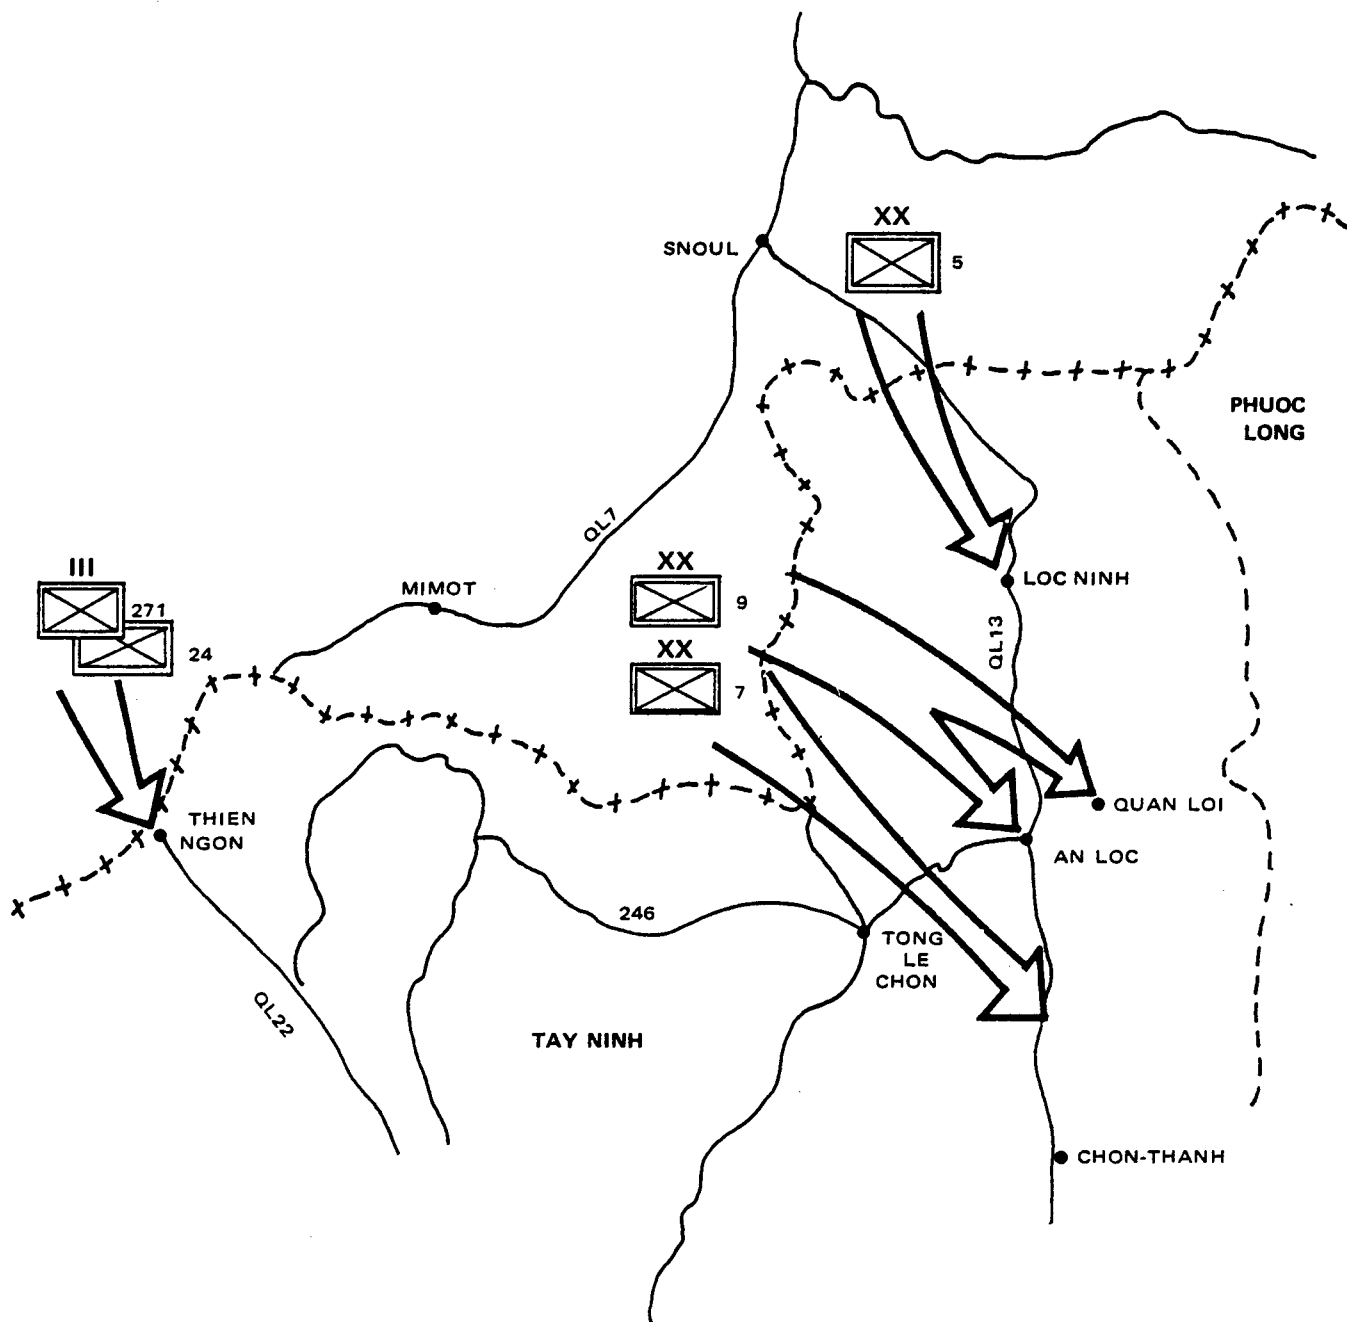 XX
SNOUL
5
PHUOC
LONG
QL7
III
271
24
MIMOT
XX
9
XX
7
LOC NINH
QL13
THIEN
NGON
QUAN LOI
AN LOC
246
TONG
LE
CHON
QL22
TAY NINH
CHON-THANH